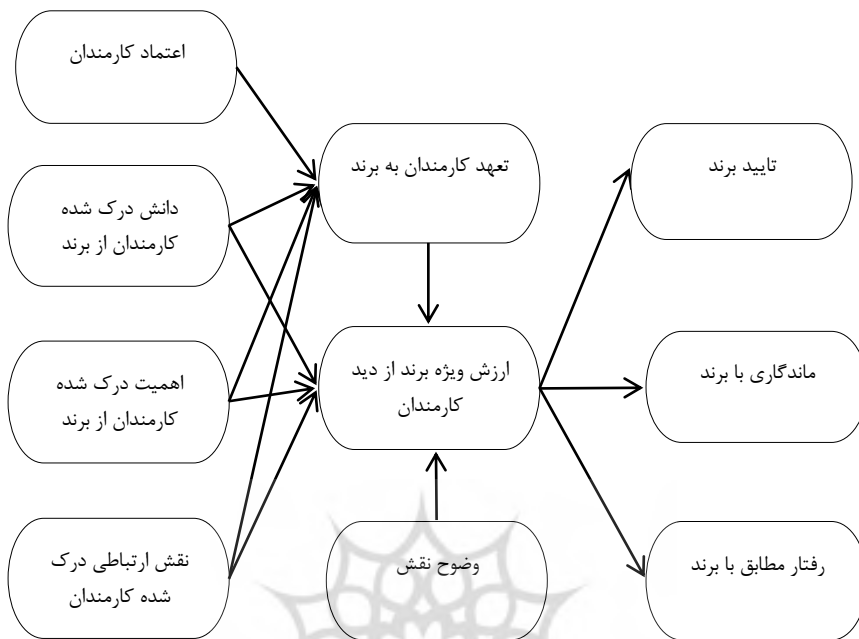 اعتماد کارمندان
تعهد کارمندان به برند
تایید برند
دانش درک شده
کارمندان از برند
ارزش ویژه برند از دید
کارمندان
ماندگاری با برند
اهمیت درک شده
کارمندان از برند
نقش ارتباطی درک
شده کارمندان
وضوح نقش
رفتار مطابق با برند